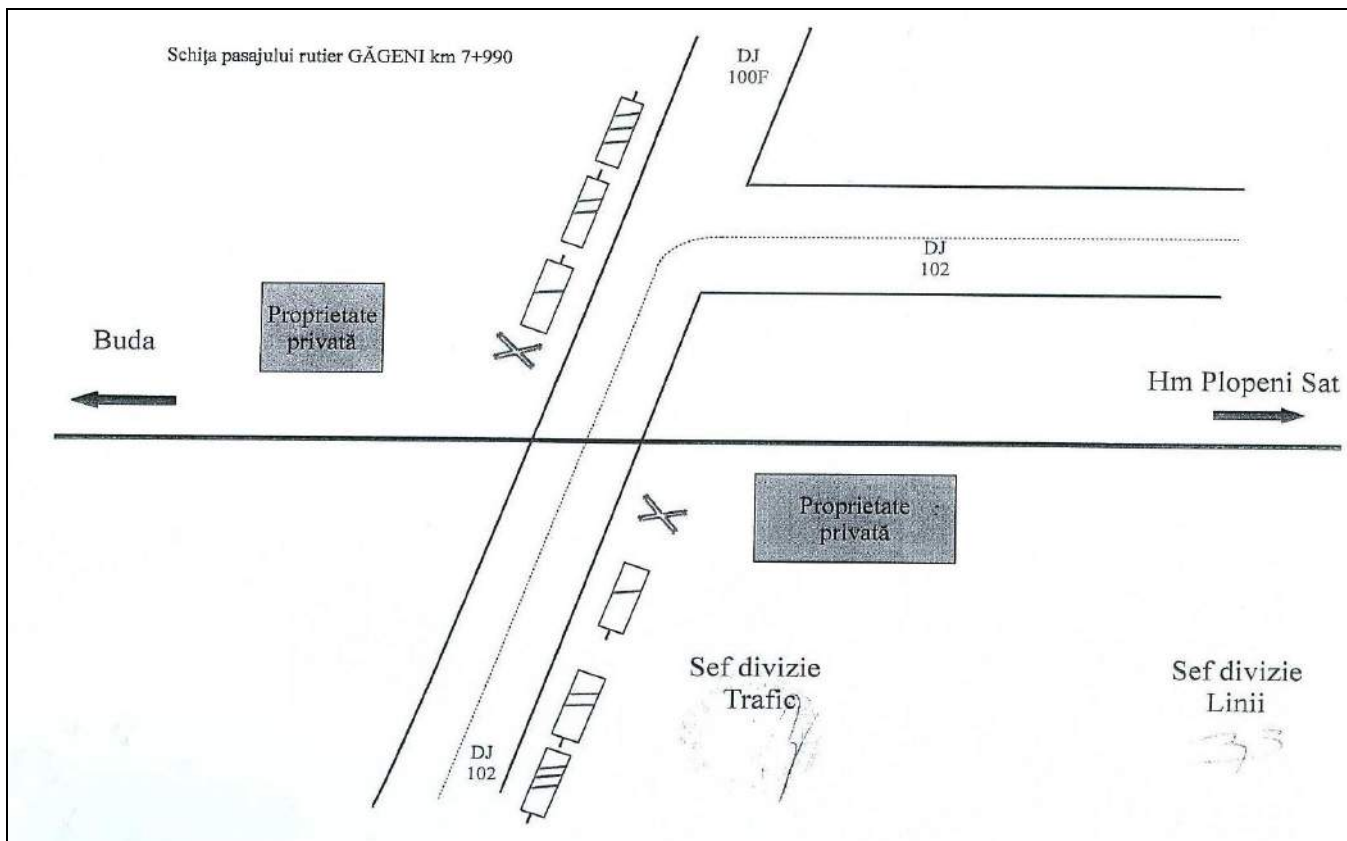 Schița pasajului rutier GĂGENI km 7+990
DJ
100F
DJ
102
Proprietate
privată
Buda
Hm Plopeni Sat
Proprietate
privată
Sef divizie
Trafic
Sef divizie
Linii
DJ
102